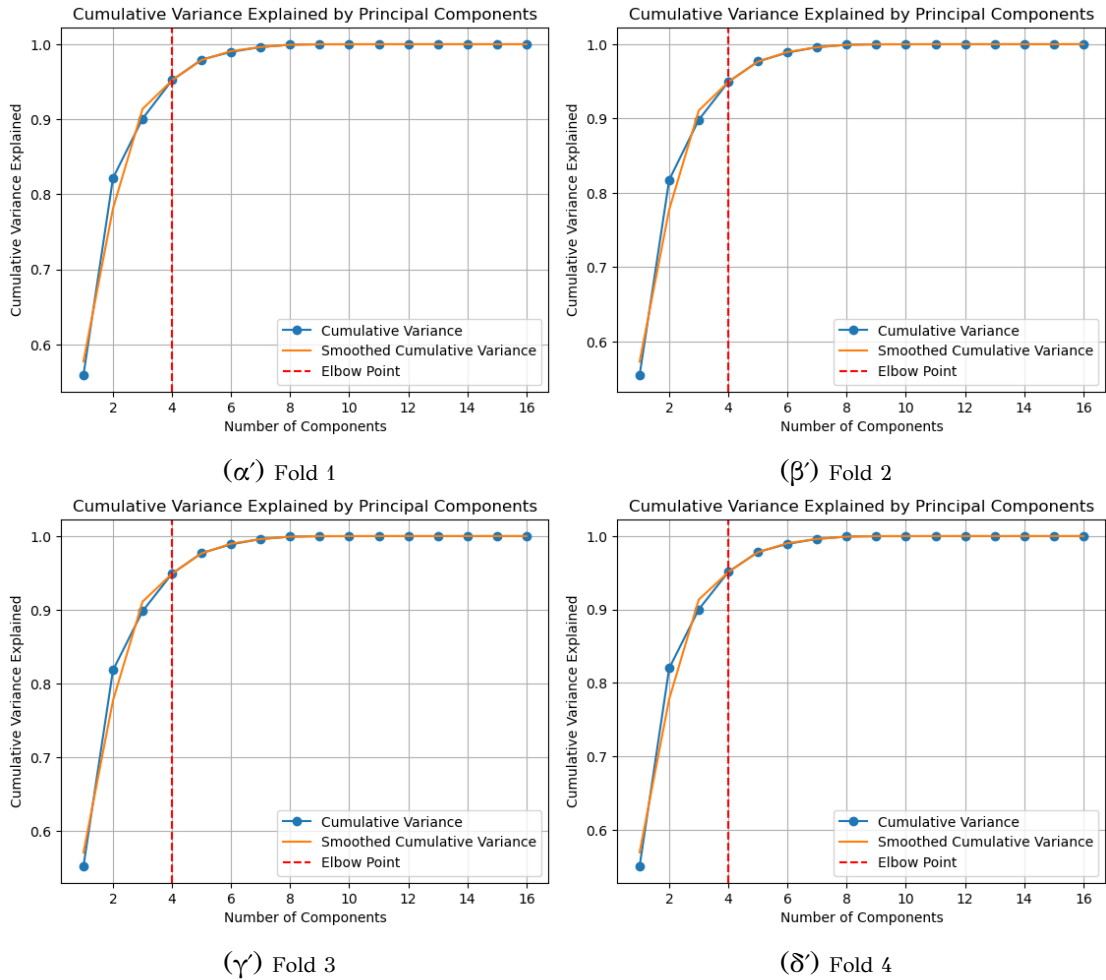 Cumulative Variance Explained by Principal Components
Cumulative Variance Explained
1.0
0.9
0.8
0.7
0.6
Cumulative Variance
Smoothed Cumulative Variance
Elbow Point
2 4 6 8 10 12 14 16
Number of Components
(α΄) Fold 1
Cumulative Variance Explained by Principal Components
Cumulative Variance Explained
1.0
0.9
0.8
0.7
0.6
Cumulative Variance
Smoothed Cumulative Variance
Elbow Point
2 4 6 8 10 12 14 16
Number of Components
(β΄) Fold 2
Cumulative Variance Explained by Principal Components
Cumulative Variance Explained
1.0
0.9
0.8
0.7
0.6
Cumulative Variance
Smoothed Cumulative Variance
Elbow Point
2 4 6 8 10 12 14 16
Number of Components
(γ΄) Fold 3
Cumulative Variance Explained by Principal Components
Cumulative Variance Explained
1.0
0.9
0.8
0.7
0.6
Cumulative Variance
Smoothed Cumulative Variance
Elbow Point
2 4 6 8 10 12 14 16
Number of Components
(δ΄) Fold 4